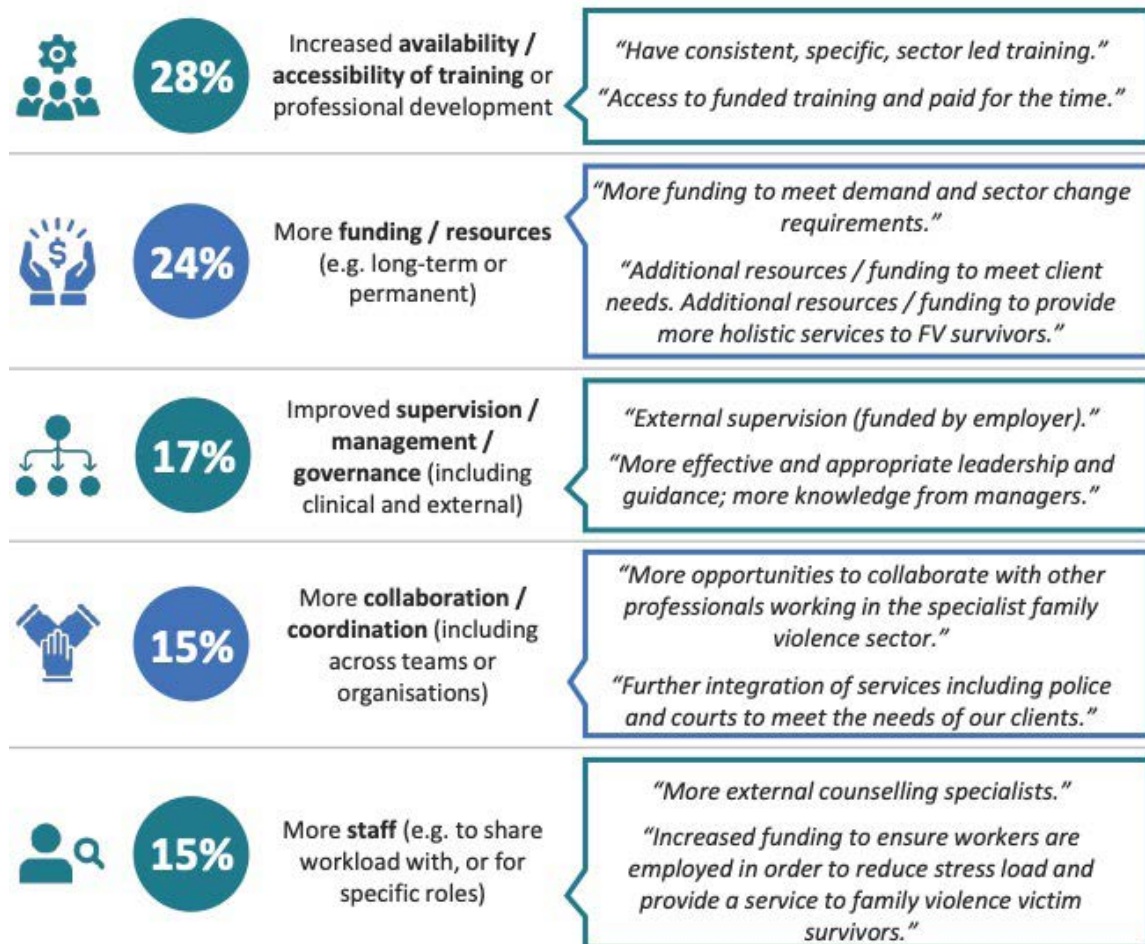 28%
Increased availability /
accessibility of training or
professional development
“Have consistent, specific, sector led training.”
“Access to funded training and paid for the time.”
$
24%
More funding / resources
(e.g. long-term or
permanent)
“More funding to meet demand and sector change
requirements.”
“Additional resources / funding to meet client
needs. Additional resources / funding to provide
more holistic services to FV survivors.”
17%
Improved supervision /
management /
governance (including
clinical and external)
“External supervision (funded by employer).”
“More effective and appropriate leadership and
guidance; more knowledge from managers.”
15%
More collaboration /
coordination (including
across teams or
organisations)
“More opportunities to collaborate with other
professionals working in the specialist family
violence sector.”
“Further integration of services including police
and courts to meet the needs of our clients.”
15%
More staff (e.g. to share
workload with, or for
specific roles)
“More external counselling specialists.”
“Increased funding to ensure workers are
employed in order to reduce stress load and
provide a service to family violence victim
survivors.”